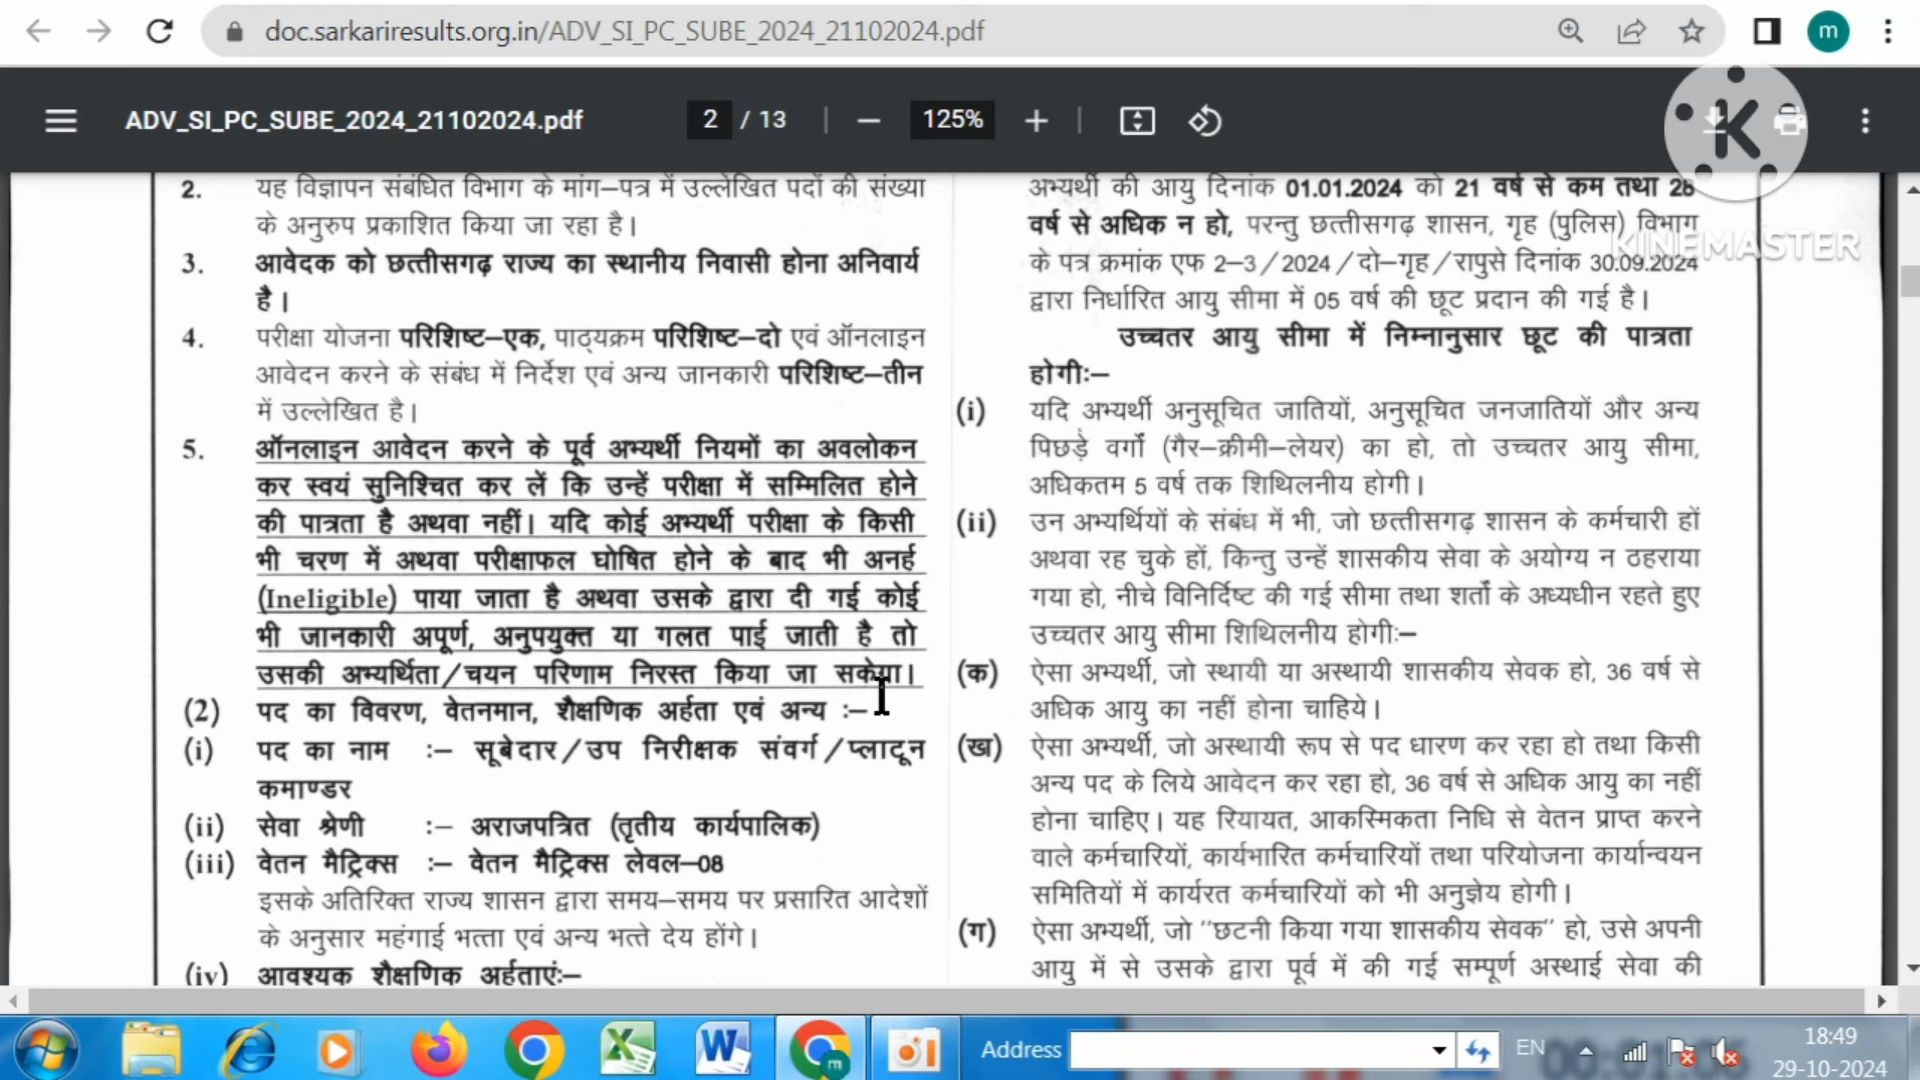 doc.sarkariresults.org.in/ADV_SI_PC_SUBE_2024_21102024.pdf
m
ADV_SI_PC_SUBE_2024_21102024.pdf
2 / 13
125%
KINEMASTER
2. यह विज्ञापन संबंधित विभाग के मांग–पत्र में उल्लेखित पदों की संख्या
के अनुरुप प्रकाशित किया जा रहा है।
3. आवेदक को छत्तीसगढ़ राज्य का स्थानीय निवासी होना अनिवार्य
है।
4. परीक्षा योजना परिशिष्ट–एक, पाठ्यक्रम परिशिष्ट–दो एवं ऑनलाइन
आवेदन करने के संबंध में निर्देश एवं अन्य जानकारी परिशिष्ट–तीन
में उल्लेखित है।
5. ऑनलाइन आवेदन करने के पूर्व अभ्यर्थी नियमों का अवलोकन
कर स्वयं सुनिश्चित कर लें कि उन्हें परीक्षा में सम्मिलित होने
की पात्रता है अथवा नहीं। यदि कोई अभ्यर्थी परीक्षा के किसी
भी चरण में अथवा परीक्षाफल घोषित होने के बाद भी अनर्ह
(Ineligible) पाया जाता है अथवा उसके द्वारा दी गई कोई
भी जानकारी अपूर्ण, अनुपयुक्त या गलत पाई जाती है तो
उसकी अभ्यर्थिता/चयन परिणाम निरस्त किया जा सकेगा।
(2) पद का विवरण, वेतनमान, शैक्षणिक अर्हता एवं अन्य :–
(i) पद का नाम :– सूबेदार/उप निरीक्षक संवर्ग/प्लाटून
कमाण्डर
(ii) सेवा श्रेणी :– अराजपत्रित (तृतीय कार्यपालिक)
(iii) वेतन मैट्रिक्स :– वेतन मैट्रिक्स लेवल–08
इसके अतिरिक्त राज्य शासन द्वारा समय–समय पर प्रसारित आदेशों
के अनुसार महंगाई भत्ता एवं अन्य भत्ते देय होंगे।
(iv) आवश्यक शैक्षणिक अर्हताएं:–
अभ्यर्थी की आयु दिनांक 01.01.2024 को 21 वर्ष से कम तथा 28
वर्ष से अधिक न हो, परन्तु छत्तीसगढ़ शासन, गृह (पुलिस) विभाग
के पत्र क्रमांक एफ 2–3/2024/दो–गृह/रापुसे दिनांक 30.09.2024
द्वारा निर्धारित आयु सीमा में 05 वर्ष की छूट प्रदान की गई है।
उच्चतर आयु सीमा में निम्नानुसार छूट की पात्रता
होगी:–
(i) यदि अभ्यर्थी अनुसूचित जातियों, अनुसूचित जनजातियों और अन्य
पिछड़े वर्गों (गैर–क्रीमी–लेयर) का हो, तो उच्चतर आयु सीमा,
अधिकतम 5 वर्ष तक शिथिलनीय होगी।
(ii) उन अभ्यर्थियों के संबंध में भी, जो छत्तीसगढ़ शासन के कर्मचारी हों
अथवा रह चुके हों, किन्तु उन्हें शासकीय सेवा के अयोग्य न ठहराया
गया हो, नीचे विनिर्दिष्ट की गई सीमा तथा शर्तों के अध्यधीन रहते हुए
उच्चतर आयु सीमा शिथिलनीय होगी:–
(क) ऐसा अभ्यर्थी, जो स्थायी या अस्थायी शासकीय सेवक हो, 36 वर्ष से
अधिक आयु का नहीं होना चाहिये।
(ख) ऐसा अभ्यर्थी, जो अस्थायी रूप से पद धारण कर रहा हो तथा किसी
अन्य पद के लिये आवेदन कर रहा हो, 36 वर्ष से अधिक आयु का नहीं
होना चाहिए। यह रियायत, आकस्मिकता निधि से वेतन प्राप्त करने
वाले कर्मचारियों, कार्यभारित कर्मचारियों तथा परियोजना कार्यान्वयन
समितियों में कार्यरत कर्मचारियों को भी अनुज्ञेय होगी।
(ग) ऐसा अभ्यर्थी, जो "छटनी किया गया शासकीय सेवक" हो, उसे अपनी
आयु में से उसके द्वारा पूर्व में की गई सम्पूर्ण अस्थाई सेवा की
Address
EN
18:49
29-10-2024